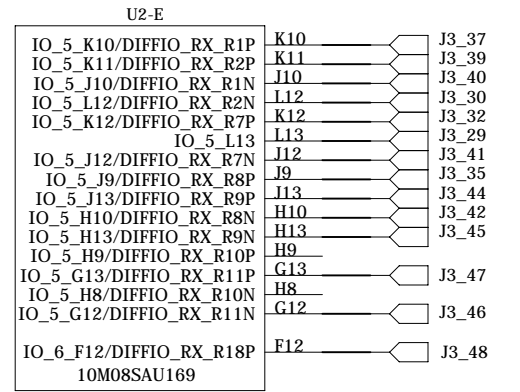 U2-E
IO_5_K10/DIFFIO_RX_R1P K10 J3_37
IO_5_K11/DIFFIO_RX_R2P K11 J3_39
IO_5_J10/DIFFIO_RX_R1N J10 J3_40
IO_5_L12/DIFFIO_RX_R2N L12 J3_30
IO_5_K12/DIFFIO_RX_R7P K12 J3_32
IO_5_L13 L13 J3_29
IO_5_J12/DIFFIO_RX_R7N J12 J3_41
IO_5_J9/DIFFIO_RX_R8P J9 J3_35
IO_5_J13/DIFFIO_RX_R9P J13 J3_44
IO_5_H10/DIFFIO_RX_R8N H10 J3_42
IO_5_H13/DIFFIO_RX_R9N H13 J3_45
IO_5_H9/DIFFIO_RX_R10P H9
IO_5_G13/DIFFIO_RX_R11P G13 J3_47
IO_5_H8/DIFFIO_RX_R10N H8
IO_5_G12/DIFFIO_RX_R11N G12 J3_46
IO_6_F12/DIFFIO_RX_R18P F12 J3_48
10M08SAU169